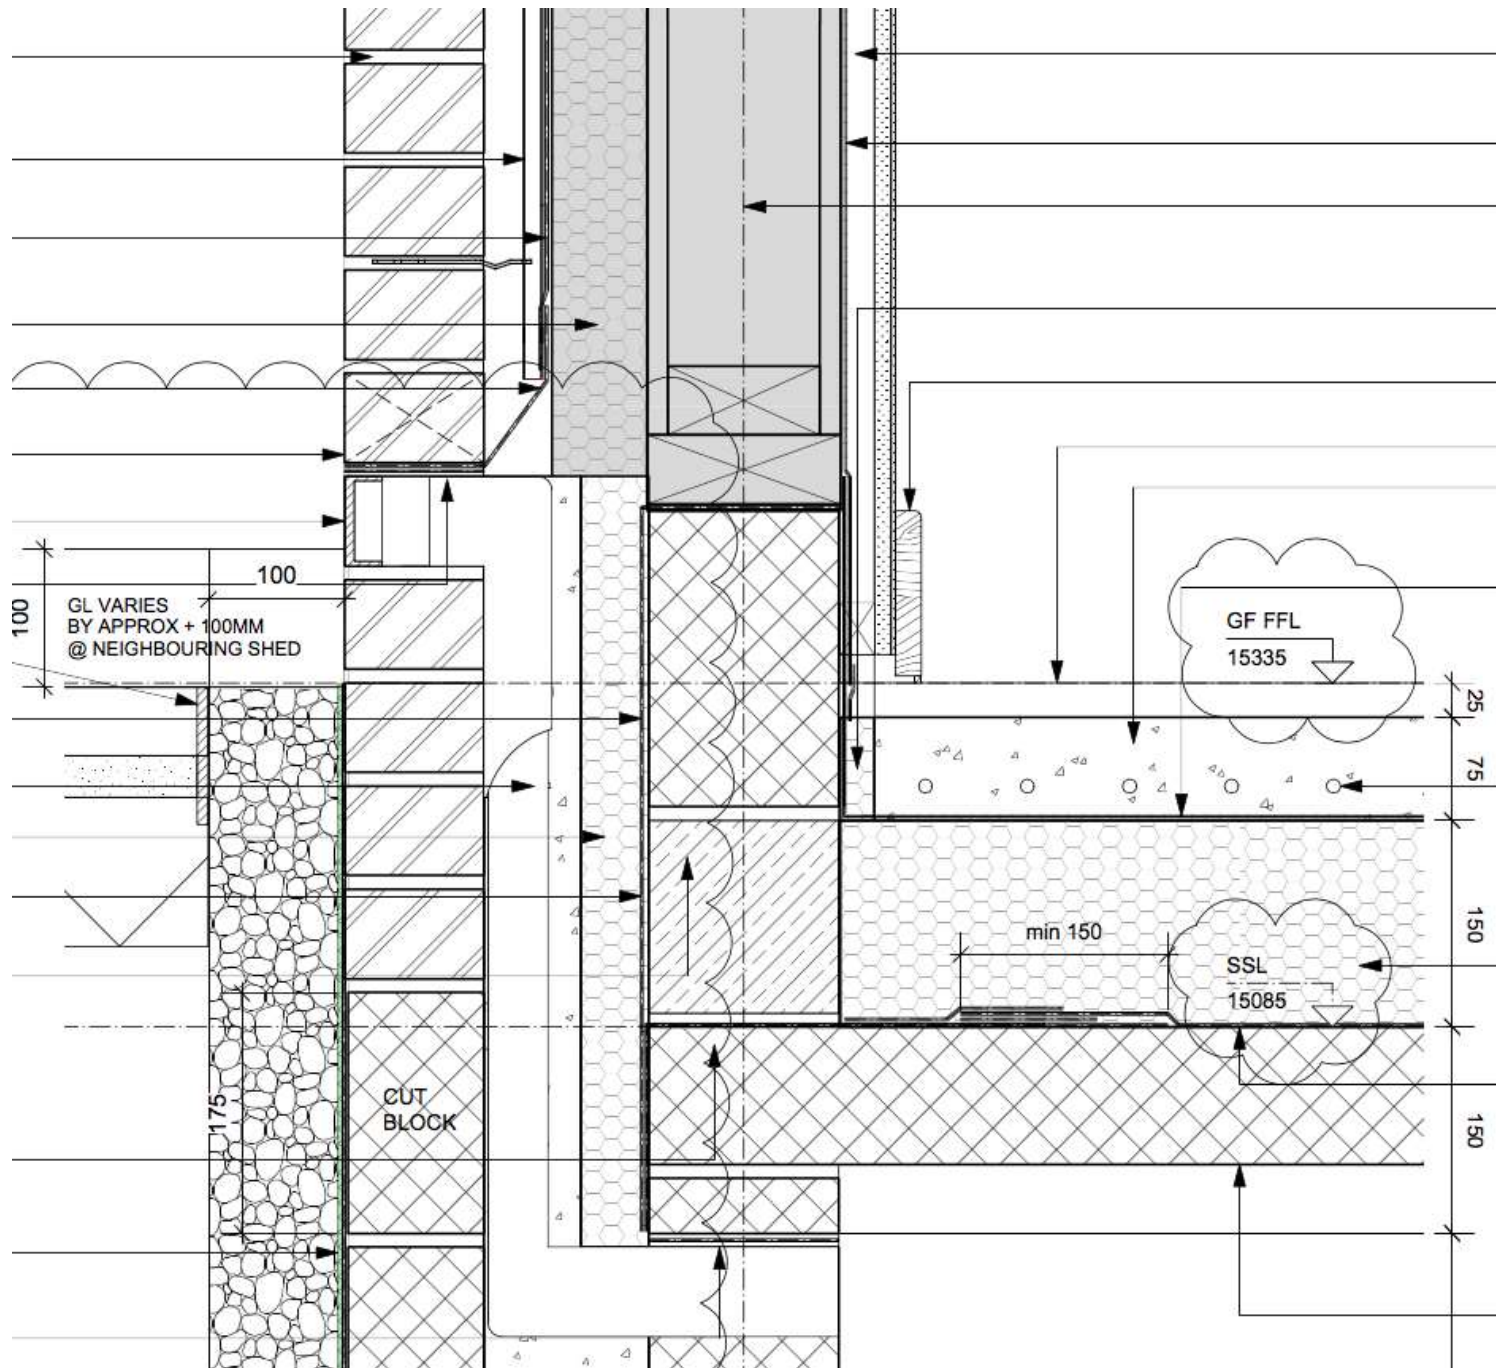 100
100
GL VARIES
BY APPROX + 100MM
@ NEIGHBOURING SHED
GF FFL
15335
25
75
min 150
150
SSL
15085
175
CUT
BLOCK
150